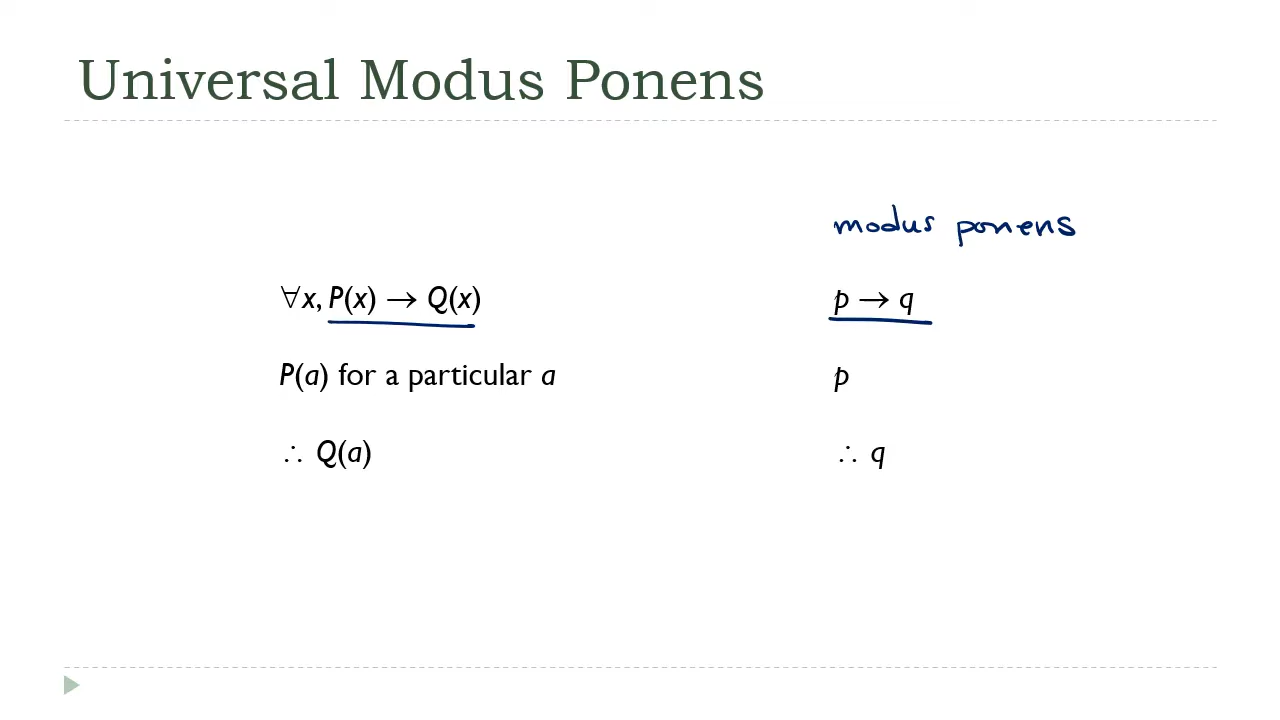 Universal Modus Ponens
modus ponens
∀x, P(x) → Q(x)
p → q
P(a) for a particular a
p
∴ Q(a)
∴ q